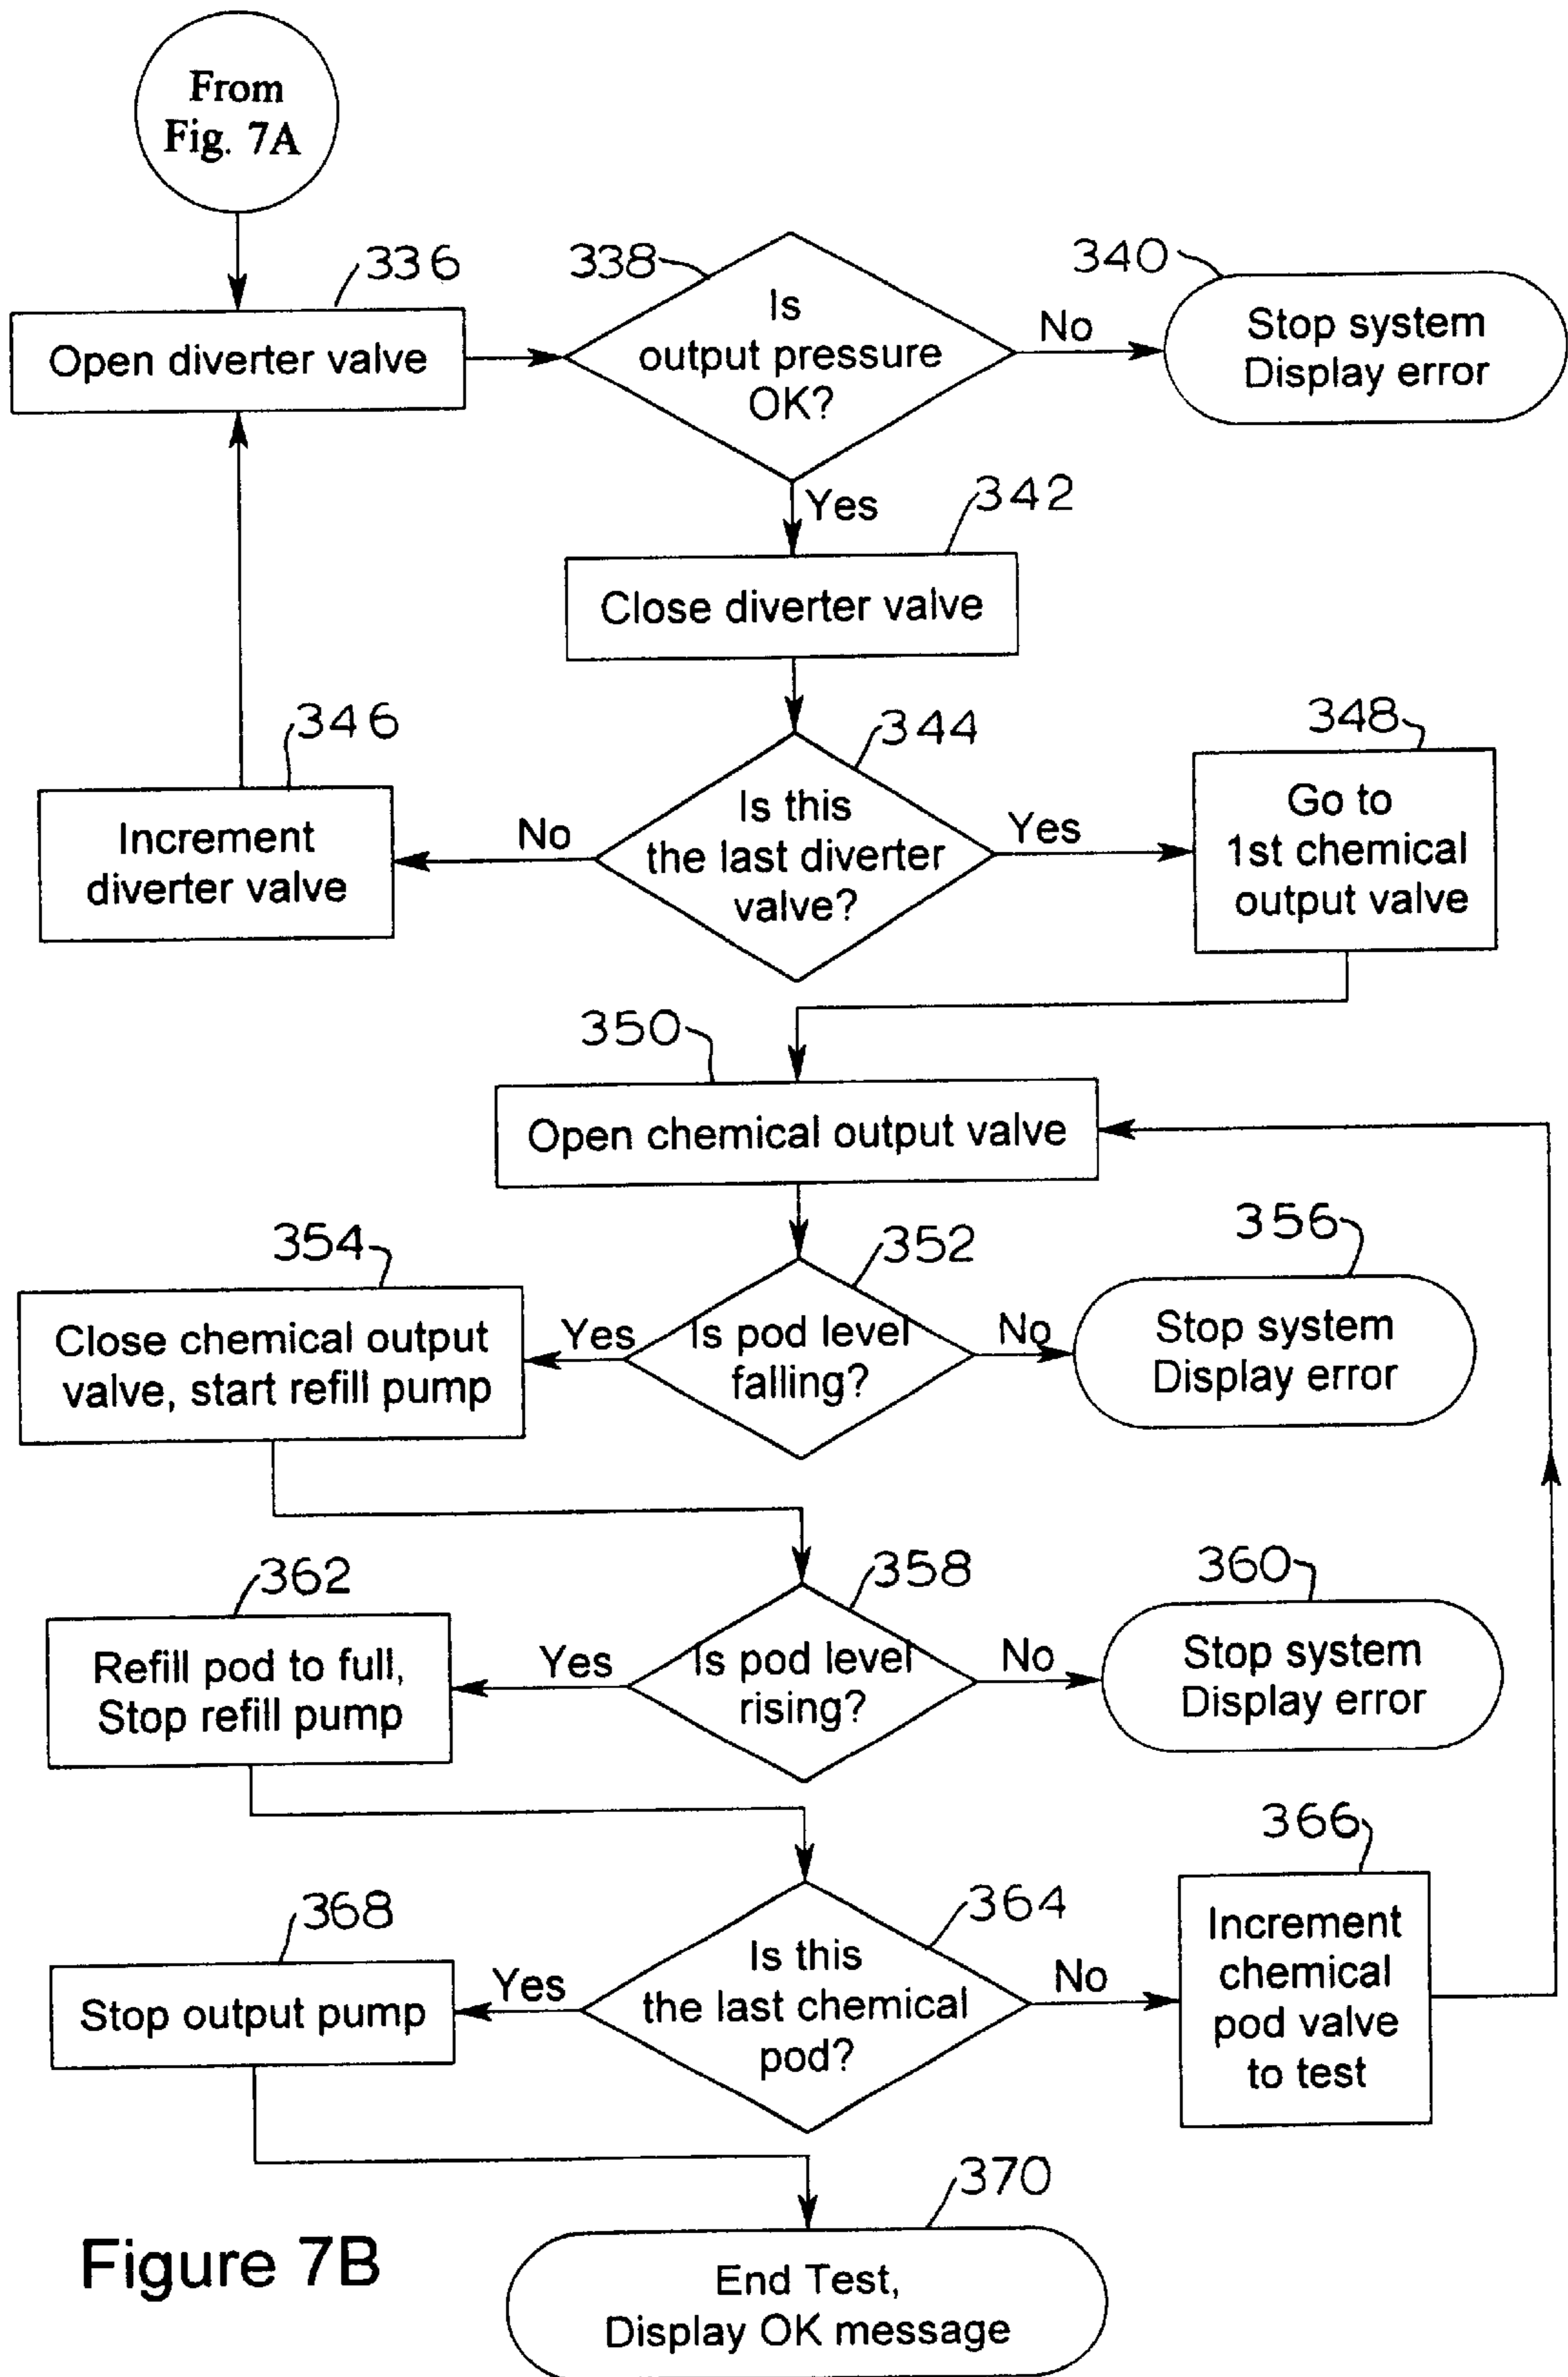 From
Fig. 7A
336
Open diverter valve
338
Is
output pressure
OK?
No
340
Stop system
Display error
Yes
342
Close diverter valve
344
Is this
the last diverter
valve?
No
346
Increment
diverter valve
Yes
348
Go to
1st chemical
output valve
350
Open chemical output valve
352
Is pod level
falling?
Yes
354
Close chemical output
valve, start refill pump
No
356
Stop system
Display error
358
Is pod level
rising?
Yes
362
Refill pod to full,
Stop refill pump
No
360
Stop system
Display error
364
Is this
the last chemical
pod?
Yes
368
Stop output pump
No
366
Increment
chemical
pod valve
to test
370
End Test,
Display OK message
Figure 7B